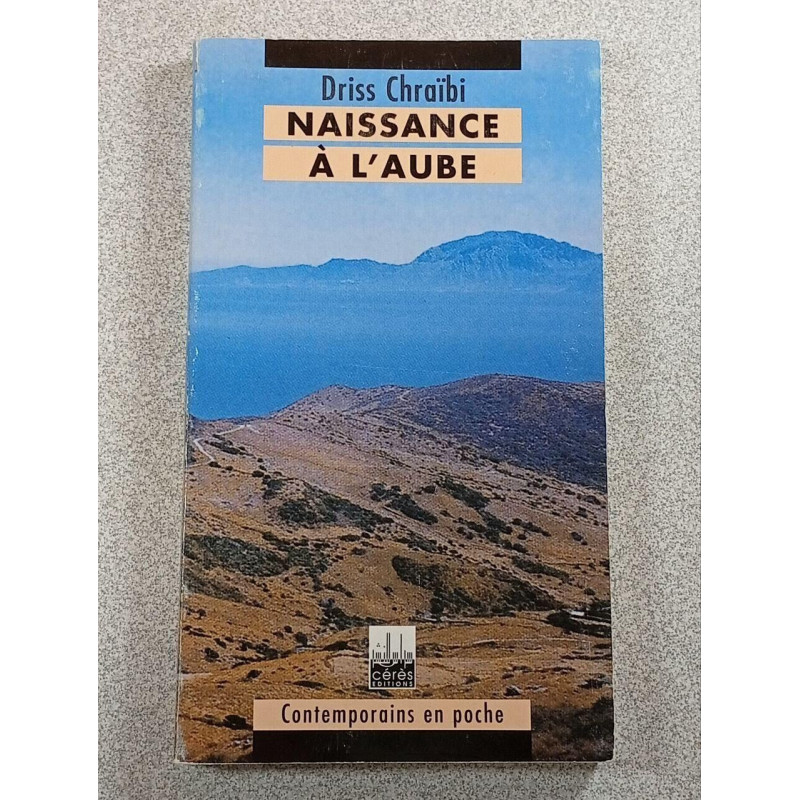 Driss Chraïbi
NAISSANCE
À L'AUBE
cérès
EDITIONS
Contemporains en poche